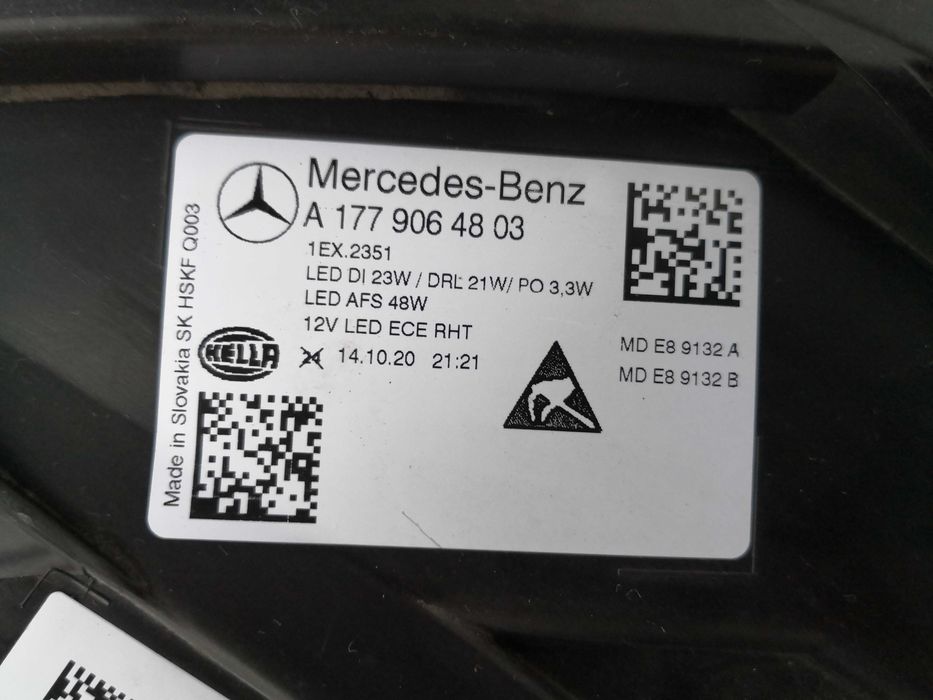 Mercedes-Benz
A 177 906 48 03
1EX.2351
LED DI 23W / DRL 21W/ PO 3,3W
LED AFS 48W
12V LED ECE RHT
14.10.20 21:21
HELLA
MD E8 9132 A
MD E8 9132 B
Made in Slovakia SK HSKF Q003